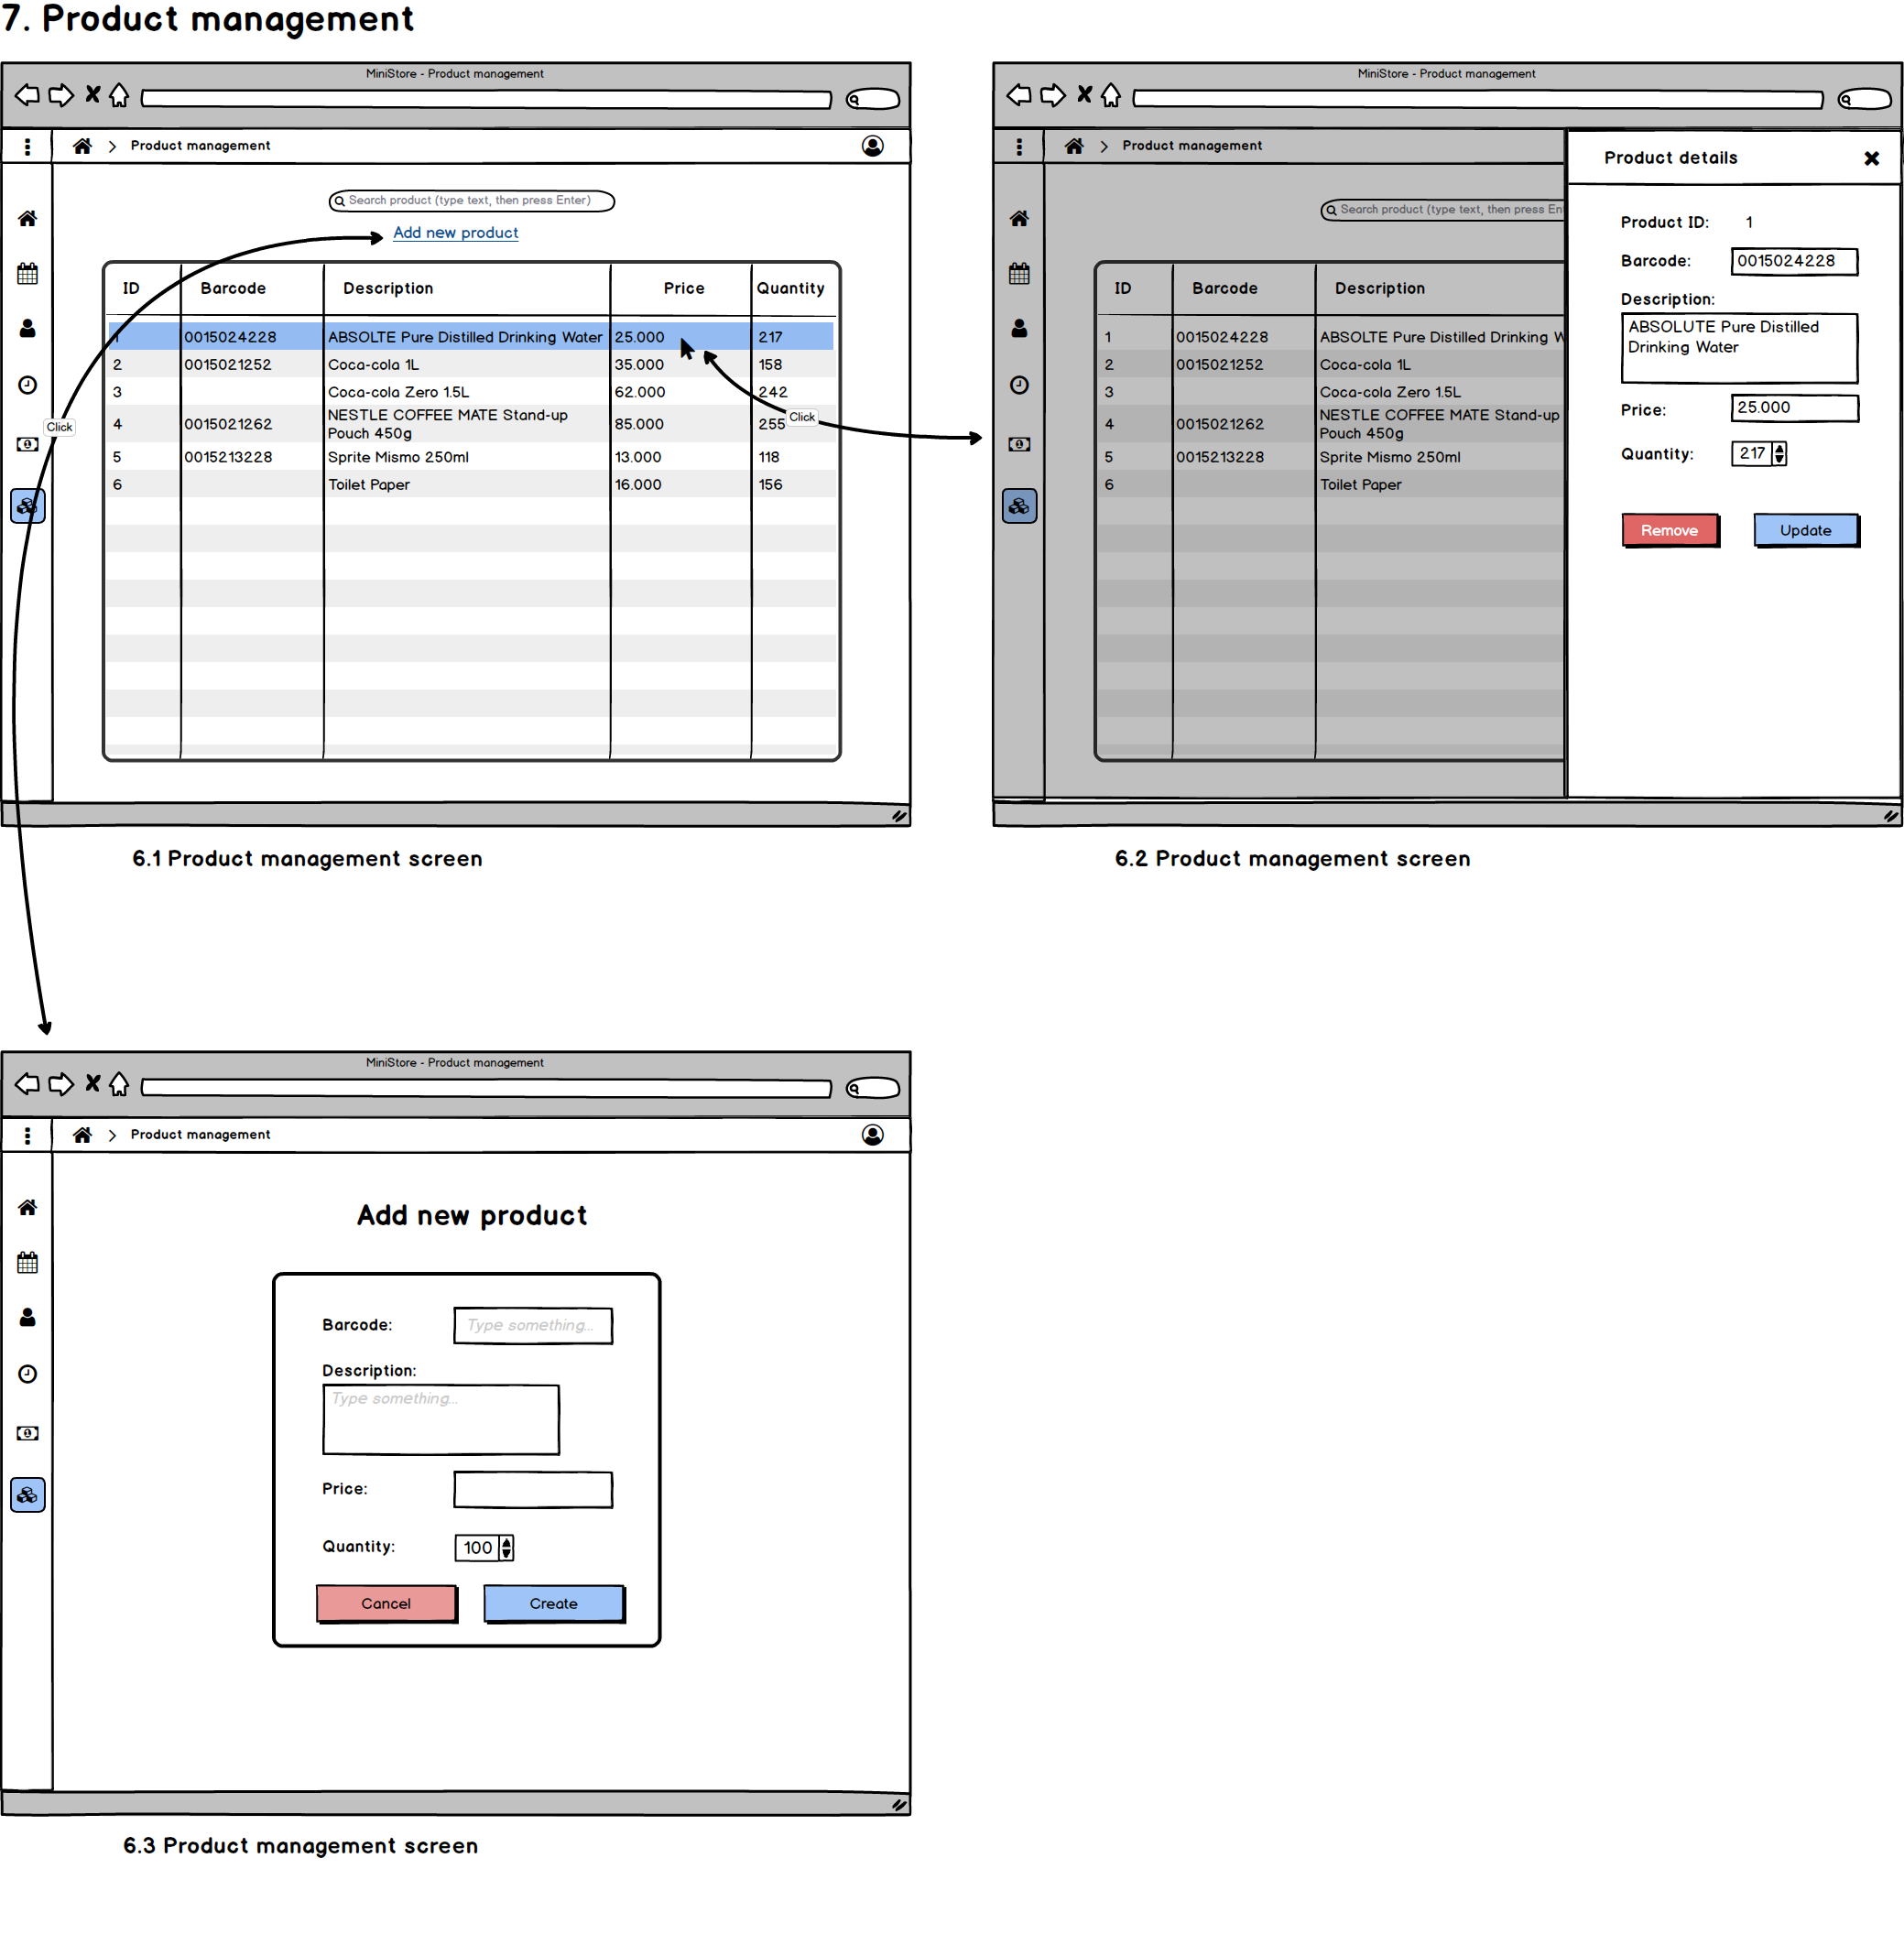 7. Product management
MiniStore - Product management
Product management
Search product (type text, then press Enter)
Add new product
ID Barcode Description Price Quantity
1 0015024228 ABSOLTE Pure Distilled Drinking Water 25.000 217
2 0015021252 Coca-cola 1L 35.000 158
3 Coca-cola Zero 1.5L 62.000 242
4 0015021262 NESTLE COFFEE MATE Stand-up 85.000 255
Pouch 450g
5 0015213228 Sprite Mismo 250ml 13.000 118
6 Toilet Paper 16.000 156
Click
Click
6.1 Product management screen
MiniStore - Product management
Product management
Search product (type text, then press En
ID Barcode Description
1 0015024228 ABSOLTE Pure Distilled Drinking W
2 0015021252 Coca-cola 1L
3 Coca-cola Zero 1.5L
4 0015021262 NESTLE COFFEE MATE Stand-up
Pouch 450g
5 0015213228 Sprite Mismo 250ml
6 Toilet Paper
Product details
Product ID: 1
Barcode: 0015024228
Description:
ABSOLUTE Pure Distilled
Drinking Water
Price: 25.000
Quantity: 217
Remove Update
6.2 Product management screen
MiniStore - Product management
Product management
Add new product
Barcode: Type something...
Description:
Type something...
Price:
Quantity: 100
Cancel Create
6.3 Product management screen